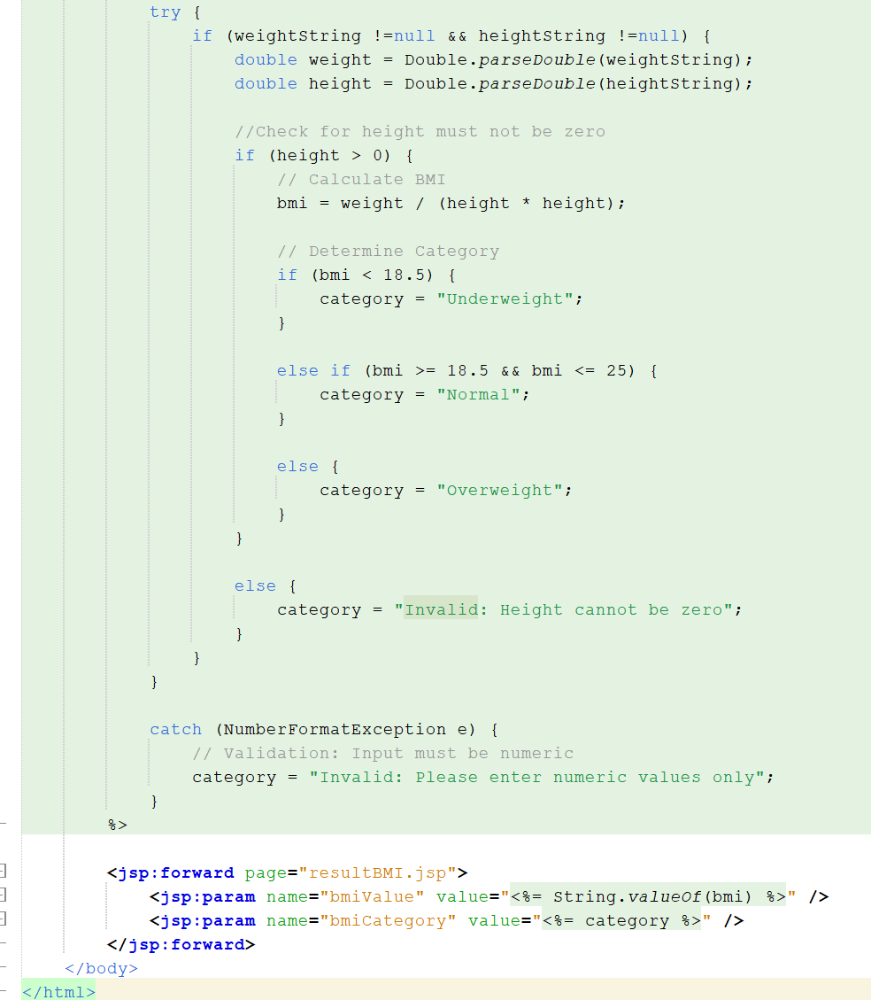 try {
if (weightString !=null && heightString !=null) {
double weight = Double.parseDouble(weightString);
double height = Double.parseDouble(heightString);
//Check for height must not be zero
if (height > 0) {
// Calculate BMI
bmi = weight / (height * height);
// Determine Category
if (bmi < 18.5) {
category = "Underweight";
}
else if (bmi >= 18.5 && bmi <= 25) {
category = "Normal";
}
else {
category = "Overweight";
}
}
else {
category = "Invalid: Height cannot be zero";
}
}
}
catch (NumberFormatException e) {
// Validation: Input must be numeric
category = "Invalid: Please enter numeric values only";
}
%>
<jsp:forward page="resultBMI.jsp">
<jsp:param name="bmiValue" value="<%= String.valueOf(bmi) %>" />
<jsp:param name="bmiCategory" value="<%= category %>" />
</jsp:forward>
</body>
</html>